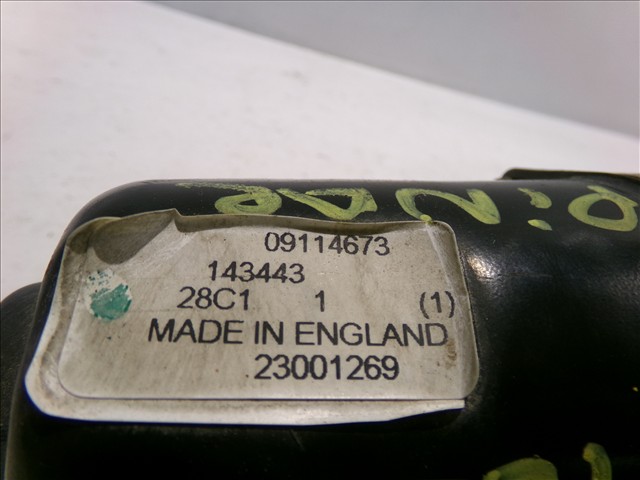 09114673
143443
28C1 1 (1)
MADE IN ENGLAND
23001269